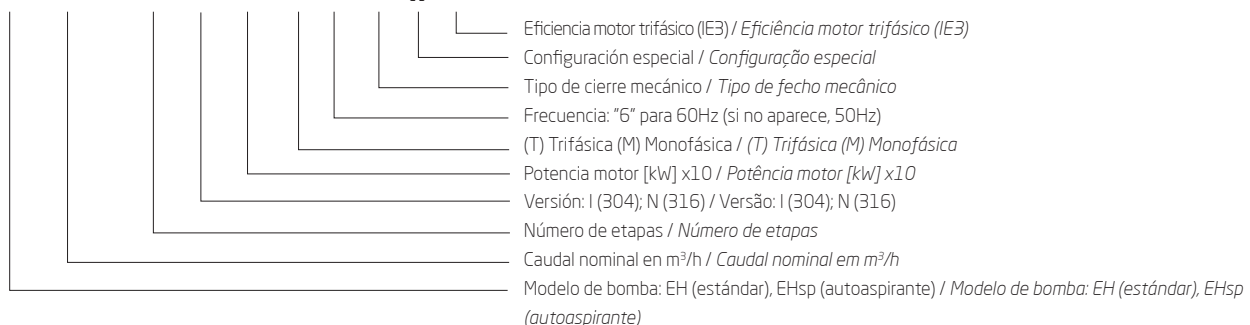 Eficiencia motor trifásico (IE3) / Eficiência motor trifásico (IE3)
Configuración especial / Configuração especial
Tipo de cierre mecánico / Tipo de fecho mecânico
Frecuencia: "6" para 60Hz (si no aparece, 50Hz)
(T) Trifásica (M) Monofásica / (T) Trifásica (M) Monofásica
Potencia motor [kW] x10 / Potência motor [kW] x10
Versión: I (304); N (316) / Versão: I (304); N (316)
Número de etapas / Número de etapas
Caudal nominal en m³/h / Caudal nominal em m³/h
Modelo de bomba: EH (estándar), EHsp (autoaspirante) / Modelo de bomba: EH (estándar), EHsp
(autoaspirante)